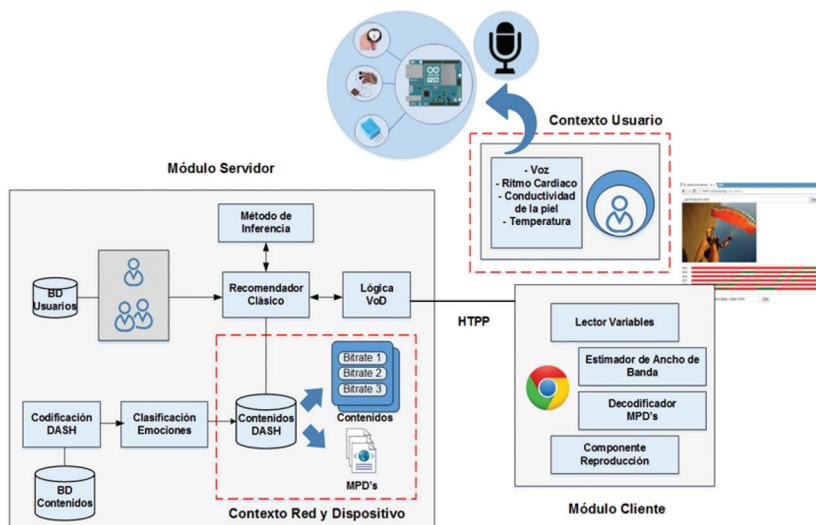 Contexto Usuario
- Voz
- Ritmo Cardiaco
- Conductividad
de la piel
- Temperatura
Módulo Servidor
Método de
Inferencia
BD
Usuarios
Recomendador
Clásico
Lógica
VoD
HTPP
Lector Variables
Estimador de Ancho de
Banda
Decodificador
MPD's
Componente
Reproducción
Módulo Cliente
Codificación
DASH
Clasificación
Emociones
Contenidos
DASH
Bitrate 1
Bitrate 2
Bitrate 3
Contenidos
MPD's
BD
Contenidos
Contexto Red y Dispositivo